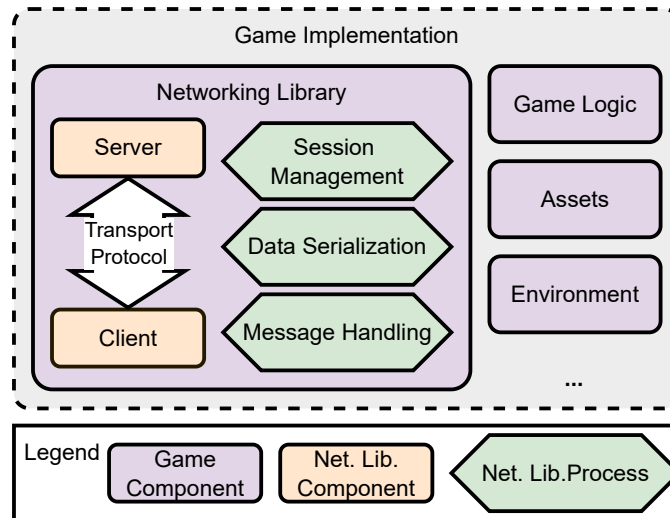 Game Implementation
Networking Library
Server
Transport
Protocol
Client
Session
Management
Data Serialization
Message Handling
Game Logic
Assets
Environment
...
Legend
Game
Component
Net. Lib.
Component
Net. Lib.Process